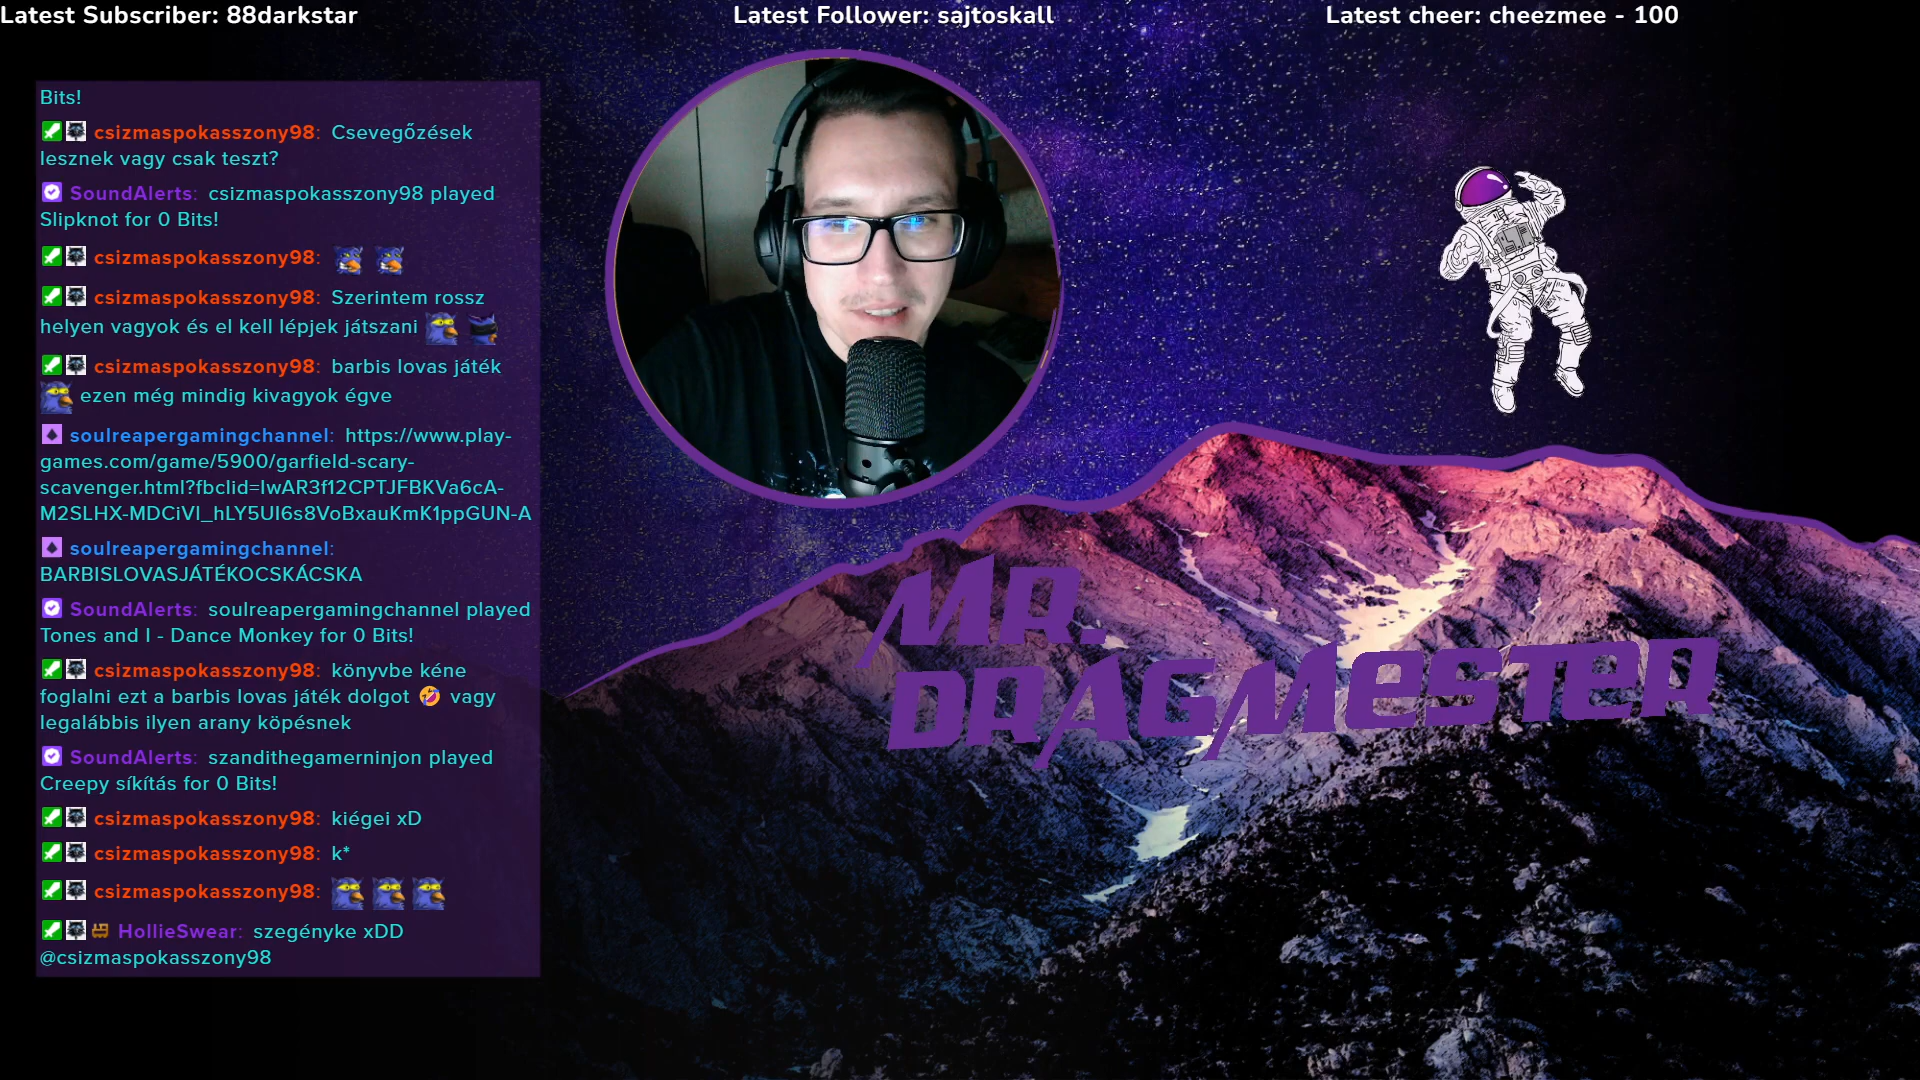 Latest Subscriber: 88darkstar
Latest Follower: sajtoskall
Latest cheer: cheezmee - 100
Bits!
csizmaspokasszony98: Csevegőzések
lesznek vagy csak teszt?
SoundAlerts: csizmaspokasszony98 played
Slipknot for 0 Bits!
csizmaspokasszony98:
csizmaspokasszony98: Szerintem rossz
helyen vagyok és el kell lépjek játszani
csizmaspokasszony98: barbis lovas játék
ezen még mindig kivagyok égve
soulreapergamingchannel: https://www.play-
games.com/game/5900/garfield-scary-
scavenger.html?fbclid=IwAR3f12CPTJFBKVa6cA-
M2SLHX-MDCiVI_hLY5UI6s8VoBxauKmK1ppGUN-A
soulreapergamingchannel:
BARBISLOVASJÁTÉKOCSKÁCSKA
SoundAlerts: soulreapergamingchannel played
Tones and I - Dance Monkey for 0 Bits!
csizmaspokasszony98: könyvbe kéne
foglalni ezt a barbis lovas játék dolgot 🤣 vagy
legalábbis ilyen arany köpésnek
SoundAlerts: szandithegamerninjon played
Creepy síkítás for 0 Bits!
csizmaspokasszony98: kiégei xD
csizmaspokasszony98: k*
csizmaspokasszony98:
HollieSwear: szegényke xDD
@csizmaspokasszony98
MR.
DRAGMESTER